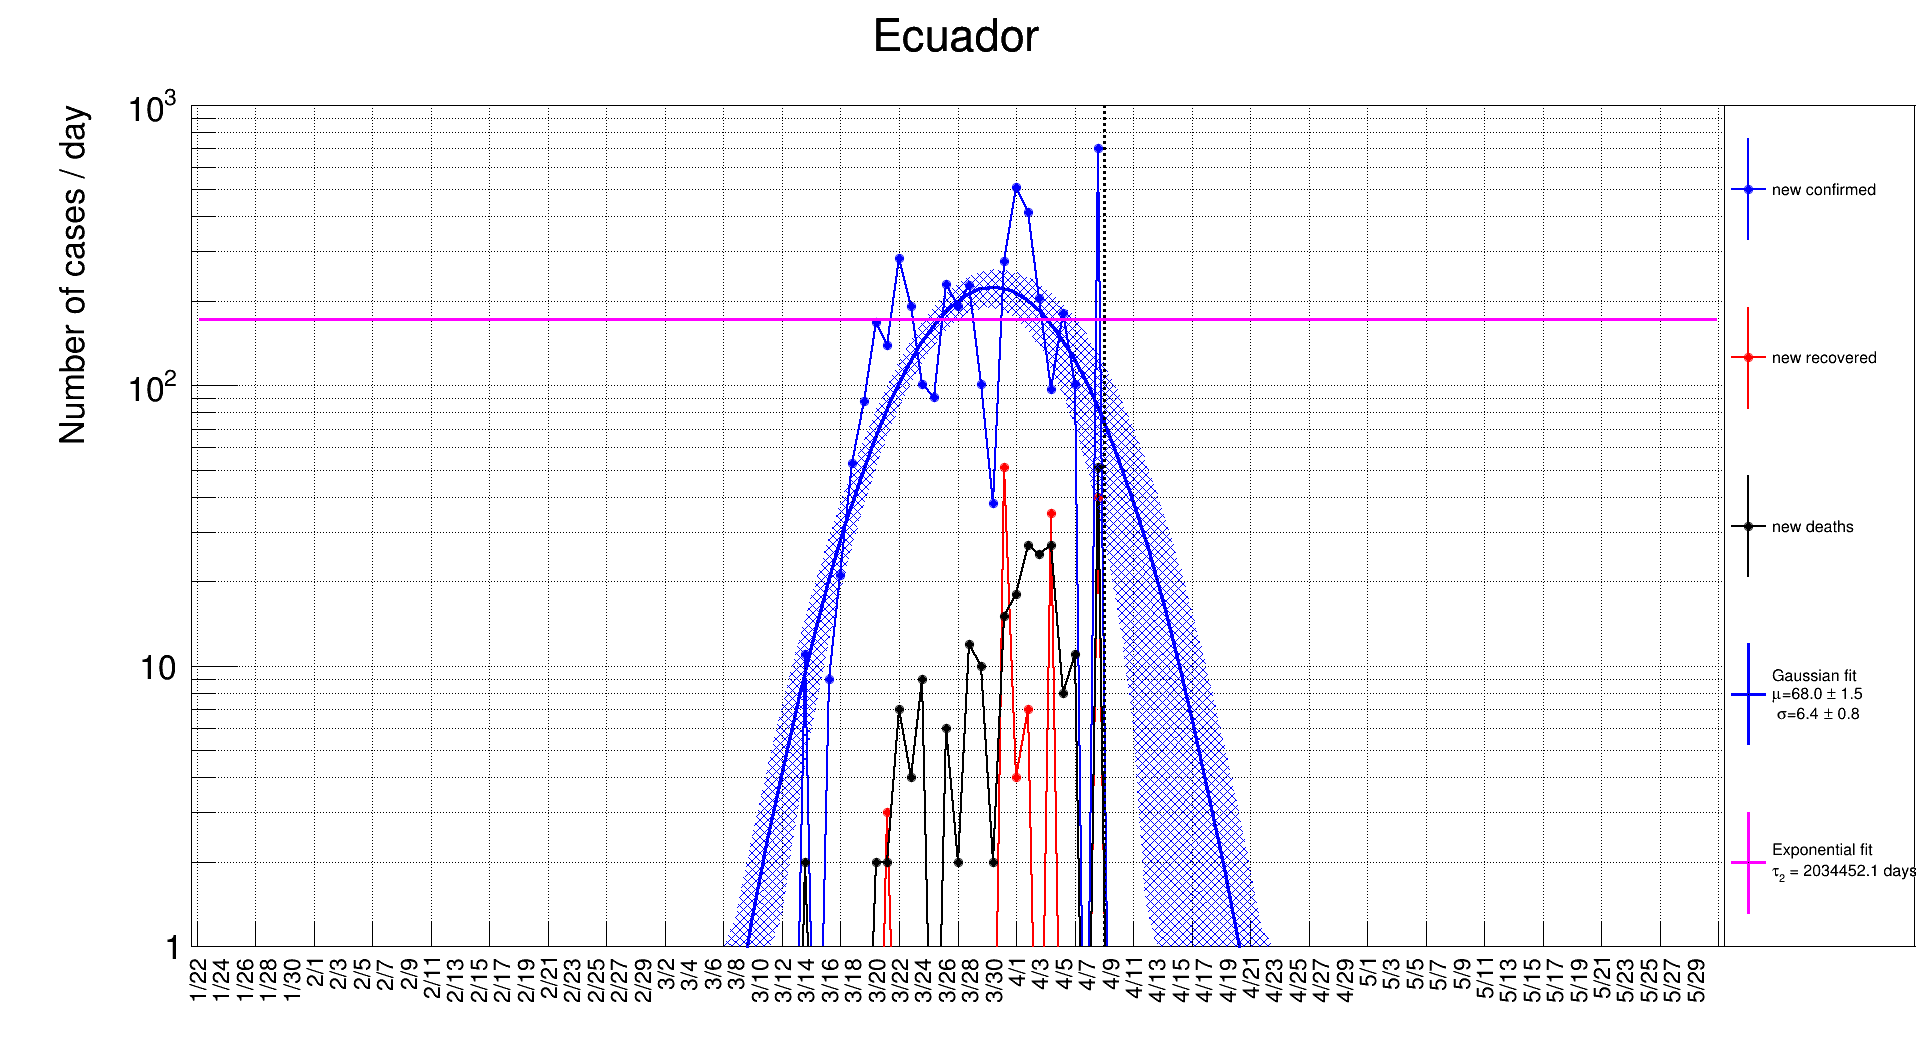 Ecuador
Number of cases / day
10³
10²
10
1
1/22 1/24 1/26 1/28 1/30 2/1 2/3 2/5 2/7 2/9 2/11 2/13 2/15 2/17 2/19 2/21 2/23 2/25 2/27 2/29 3/2 3/4 3/6 3/8 3/10 3/12 3/14 3/16 3/18 3/20 3/22 3/24 3/26 3/28 3/30 4/1 4/3 4/5 4/7 4/9 4/11 4/13 4/15 4/17 4/19 4/21 4/23 4/25 4/27 4/29 5/1 5/3 5/5 5/7 5/9 5/11 5/13 5/15 5/17 5/19 5/21 5/23 5/25 5/27 5/29
new confirmed
new recovered
new deaths
Gaussian fit
μ=68.0 ± 1.5
σ=6.4 ± 0.8
Exponential fit
τ₂ = 2034452.1 days